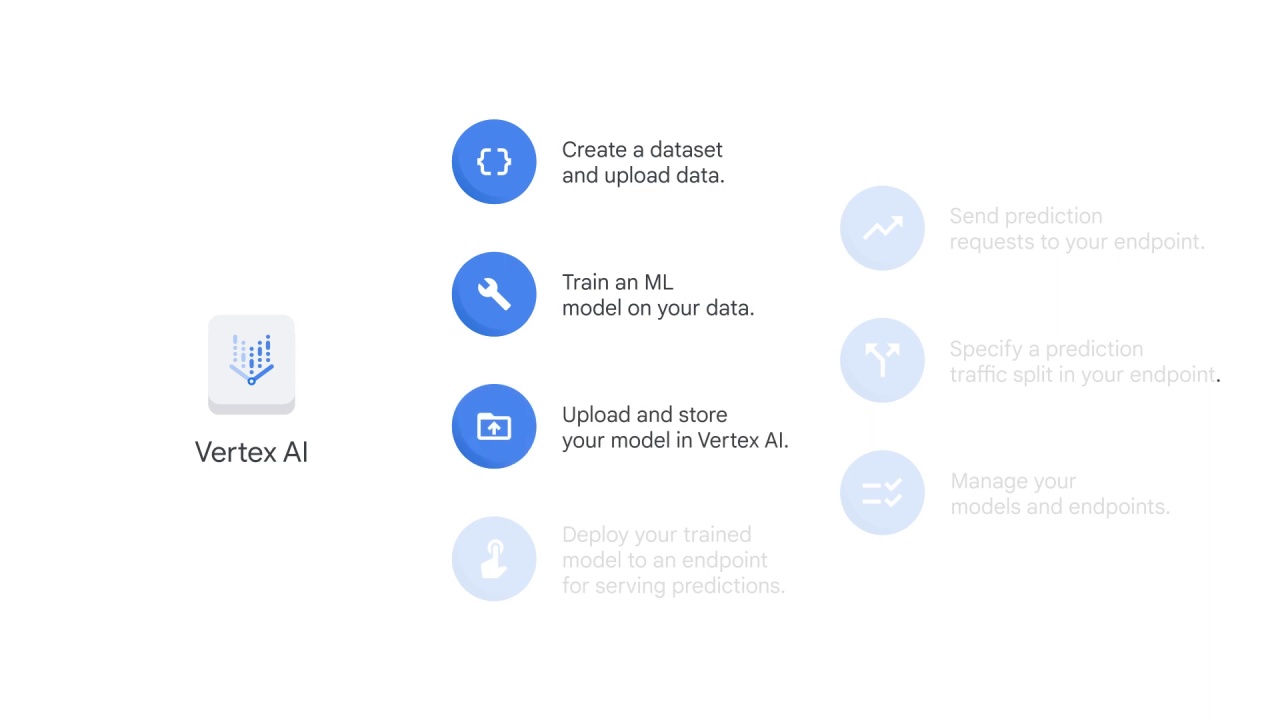 Vertex AI
Create a dataset
and upload data.
Train an ML
model on your data.
Upload and store
your model in Vertex AI.
Deploy your trained
model to an endpoint
for serving predictions.
Send prediction
requests to your endpoint.
Specify a prediction
traffic split in your endpoint.
Manage your
models and endpoints.